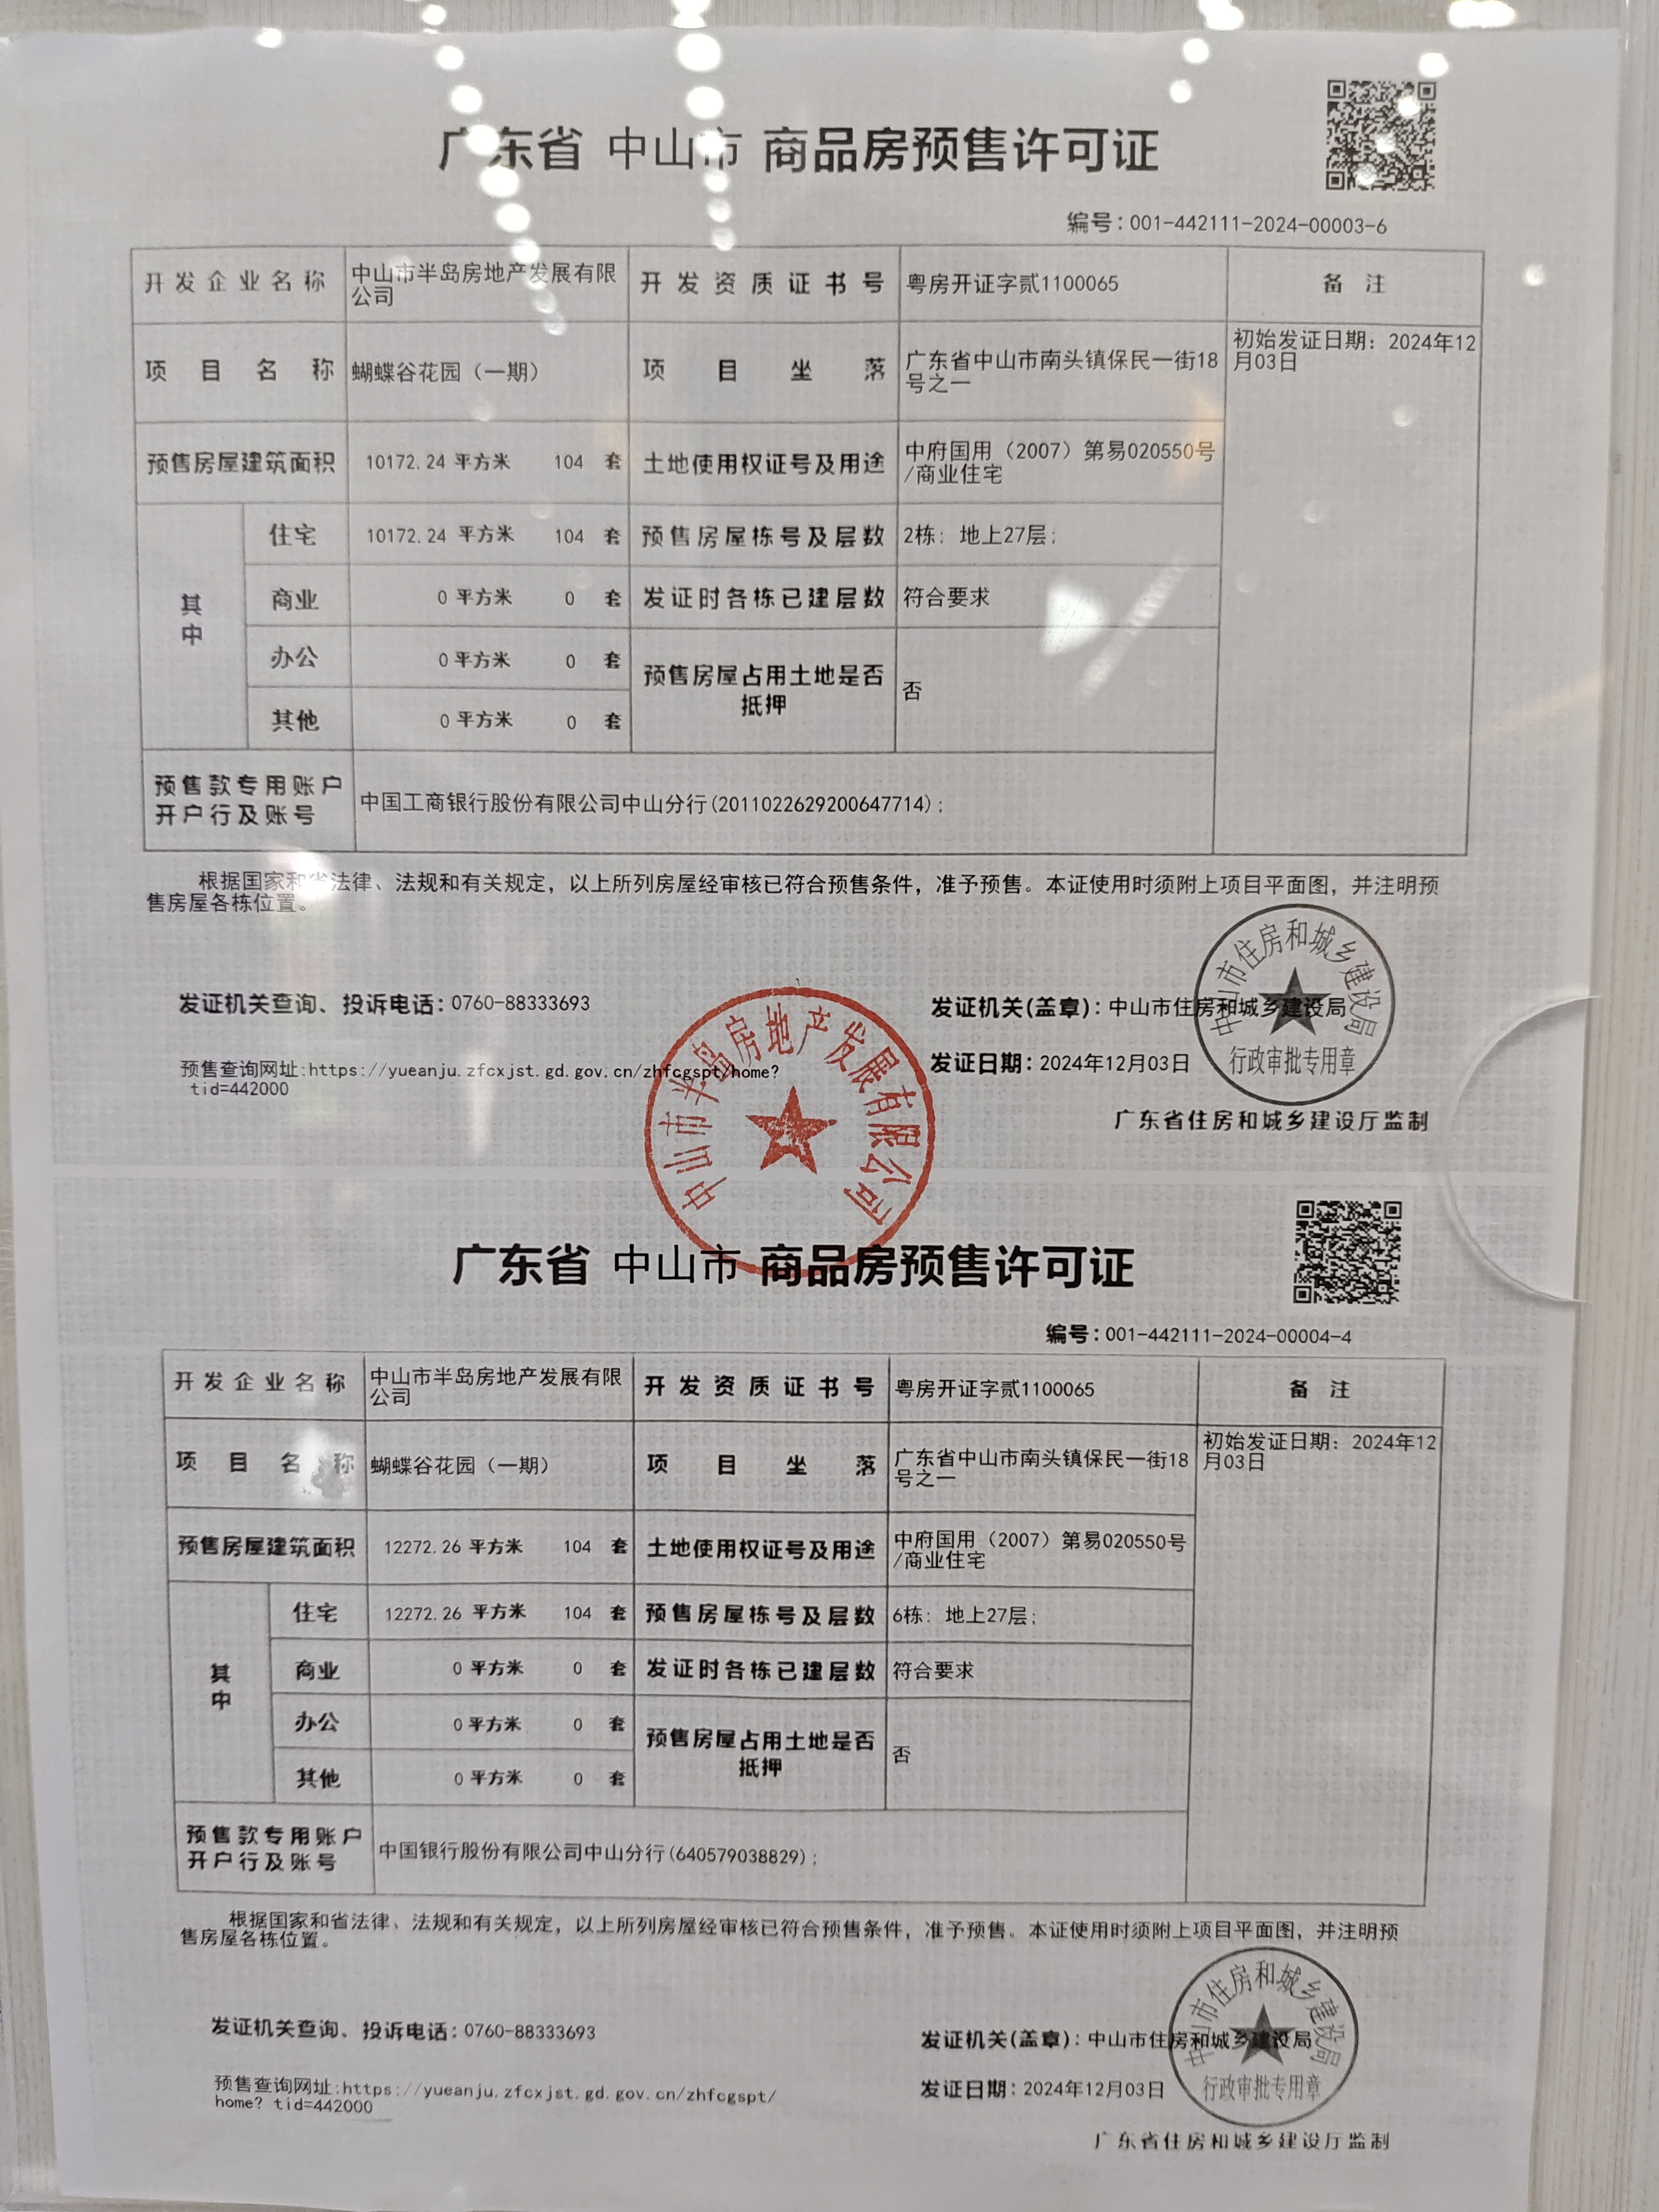 广东省 中山市 商品房预售许可证
编号：001-442111-2024-00003-6
开发企业名称 中山市半岛房地产发展有限公司 开发资质证书号 粤房开证字贰1100065 备注
项目名称 蝴蝶谷花园（一期） 项目坐落 广东省中山市南头镇保民一街18号之一 初始发证日期：2024年12月03日
预售房屋建筑面积 10172.24 平方米 104 套 土地使用权证号及用途 中府国用（2007）第易020550号/商业住宅
其中 住宅 10172.24 平方米 104 套 预售房屋栋号及层数 2栋：地上27层；
商业 0 平方米 0 套 发证时各栋已建层数 符合要求
办公 0 平方米 0 套 预售房屋占用土地是否抵押 否
其他 0 平方米 0 套
预售款专用账户开户行及账号 中国工商银行股份有限公司中山分行(2011022629200647714)；
根据国家和省法律、法规和有关规定，以上所列房屋经审核已符合预售条件，准予预售。本证使用时须附上项目平面图，并注明预
售房屋各栋位置。
发证机关查询、投诉电话：0760-88333693 发证机关(盖章)：中山市住房和城乡建设局
预售查询网址:https://yueanju.zfcxjst.gd.gov.cn/zhfcgspt/home?
tid=442000
发证日期：2024年12月03日
中山市住房和城乡建设局
行政审批专用章
广东省住房和城乡建设厅监制
中山市半岛房地产发展有限公司
广东省 中山市 商品房预售许可证
编号：001-442111-2024-00004-4
开发企业名称 中山市半岛房地产发展有限公司 开发资质证书号 粤房开证字贰1100065 备注
项目名称 蝴蝶谷花园（一期） 项目坐落 广东省中山市南头镇保民一街18号之一 初始发证日期：2024年12月03日
预售房屋建筑面积 12272.26 平方米 104 套 土地使用权证号及用途 中府国用（2007）第易020550号/商业住宅
其中 住宅 12272.26 平方米 104 套 预售房屋栋号及层数 6栋：地上27层；
商业 0 平方米 0 套 发证时各栋已建层数 符合要求
办公 0 平方米 0 套 预售房屋占用土地是否抵押 否
其他 0 平方米 0 套
预售款专用账户开户行及账号 中国银行股份有限公司中山分行(640579038829)；
根据国家和省法律、法规和有关规定，以上所列房屋经审核已符合预售条件，准予预售。本证使用时须附上项目平面图，并注明预
售房屋各栋位置。
发证机关查询、投诉电话：0760-88333693 发证机关(盖章)：中山市住房和城乡建设局
预售查询网址:https://yueanju.zfcxjst.gd.gov.cn/zhfcgspt/
home? tid=442000
发证日期：2024年12月03日
中山市住房和城乡建设局
行政审批专用章
广东省住房和城乡建设厅监制